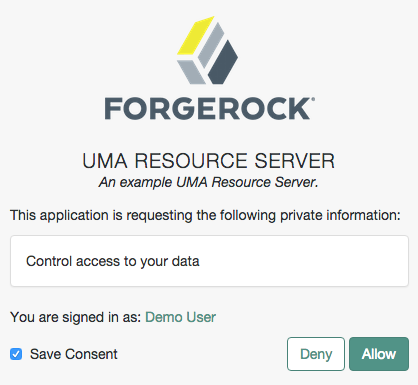 FORGEROCK
UMA RESOURCE SERVER
An example UMA Resource Server.
This application is requesting the following private information:
Control access to your data
You are signed in as: Demo User
Save Consent
Deny
Allow